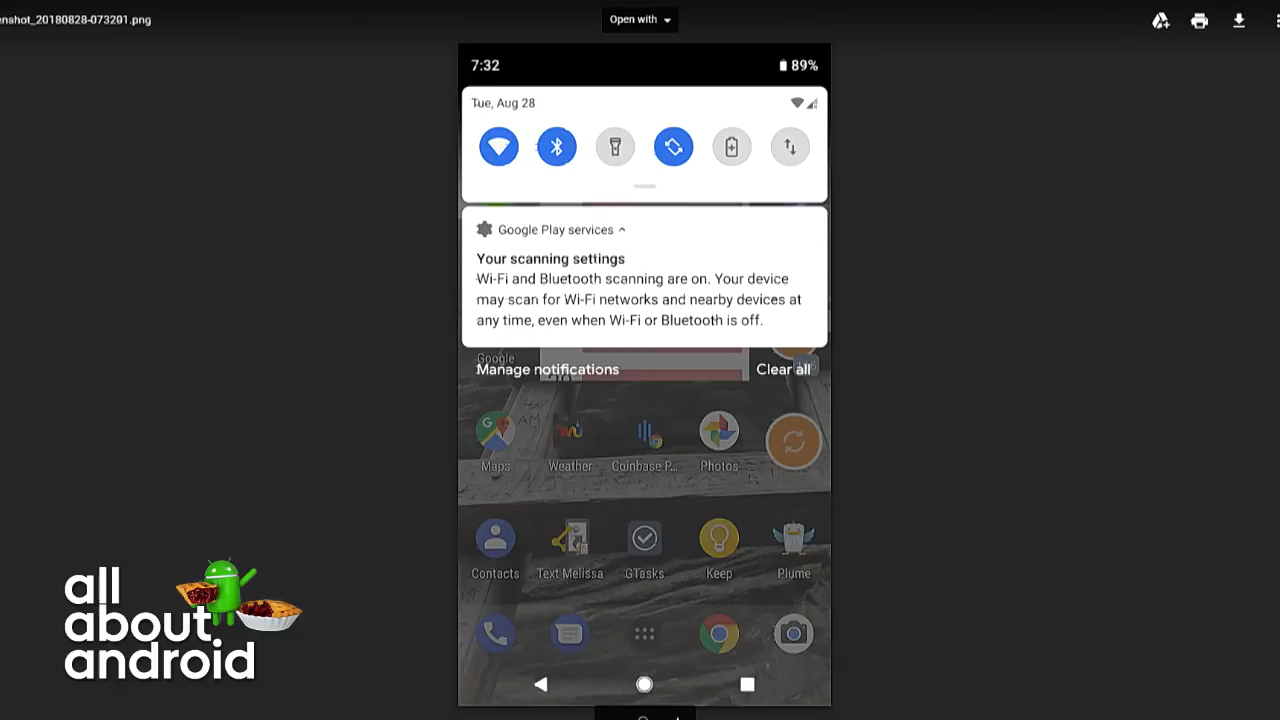 enshot_20180828-073201.png
Open with
7:32
89%
Tue, Aug 28
Google Play services
Your scanning settings
Wi-Fi and Bluetooth scanning are on. Your device
may scan for Wi-Fi networks and nearby devices at
any time, even when Wi-Fi or Bluetooth is off.
Google
Manage notifications
Clear all
AM
Maps
Weather
Coinbase P...
Photos
Contacts
Text Melissa
GTasks
Keep
Plume
all
about
android